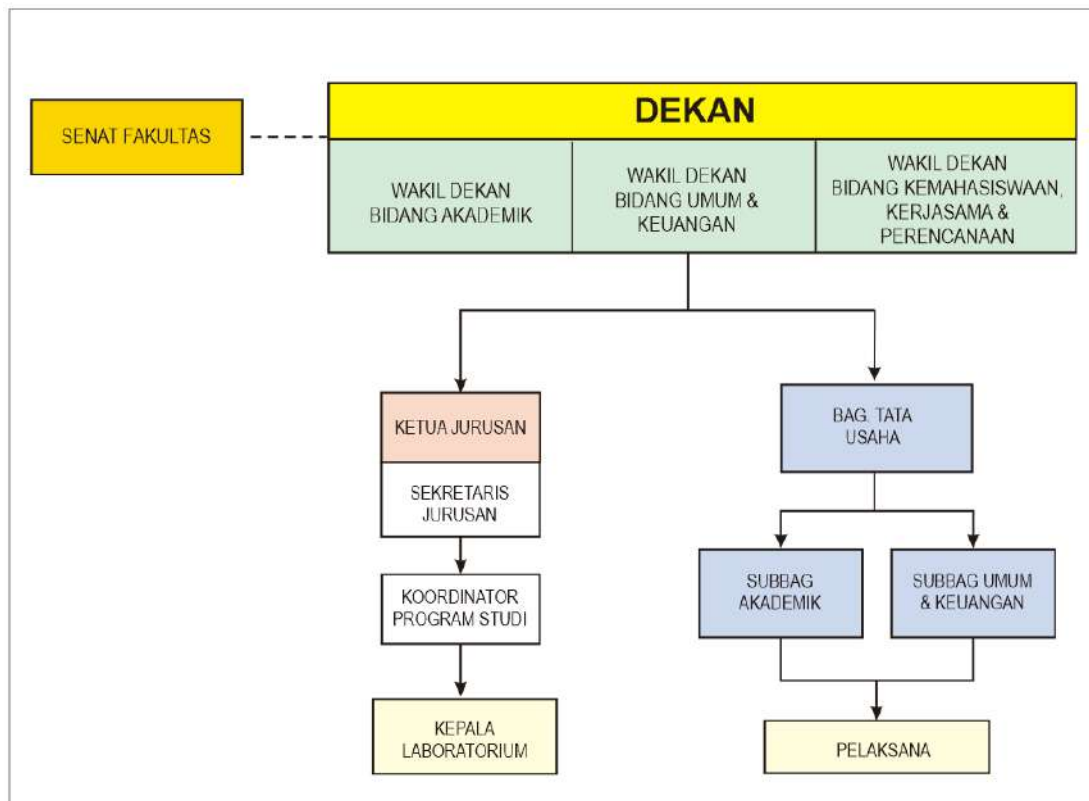 DEKAN
SENAT FAKULTAS
WAKIL DEKAN
BIDANG AKADEMIK
WAKIL DEKAN
BIDANG UMUM &
KEUANGAN
WAKIL DEKAN
BIDANG KEMAHASISWAAN,
KERJASAMA &
PERENCANAAN
KETUA JURUSAN
SEKRETARIS
JURUSAN
KOORDINATOR
PROGRAM STUDI
KEPALA
LABORATORIUM
BAG. TATA
USAHA
SUBBAG
AKADEMIK
SUBBAG UMUM
& KEUANGAN
PELAKSANA